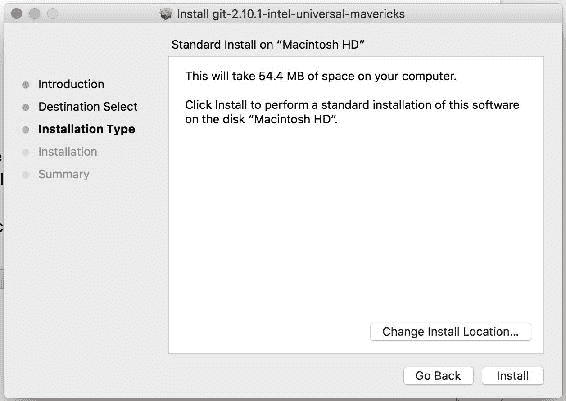 Install git-2.10.1-intel-universal-mavericks
Standard Install on “Macintosh HD”
Introduction
Destination Select
Installation Type
Installation
Summary
This will take 54.4 MB of space on your computer.
Click Install to perform a standard installation of this software
on the disk “Macintosh HD”.
Change Install Location...
Go Back
Install